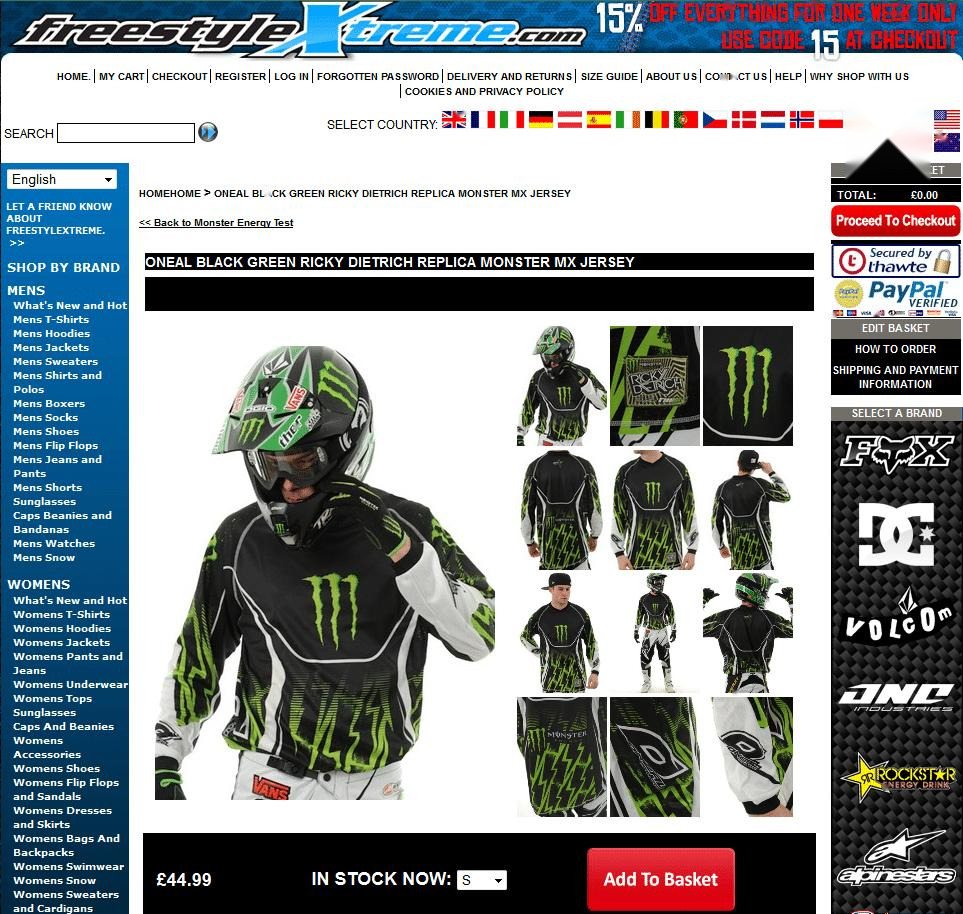 freestyleXtreme.com
15% OFF EVERYTHING FOR ONE WEEK ONLY
USE CODE 15 AT CHECKOUT
HOME. | MY CART | CHECKOUT | REGISTER | LOG IN | FORGOTTEN PASSWORD | DELIVERY AND RETURNS | SIZE GUIDE | ABOUT US | US | HELP | WHY SHOP WITH US
| COOKIES AND PRIVACY POLICY
SEARCH
SELECT COUNTRY:
English
LET A FRIEND KNOW
ABOUT
FREESTYLEXTREME.
>>
SHOP BY BRAND
MENS
What's New and Hot
Mens T-Shirts
Mens Hoodies
Mens Jackets
Mens Sweaters
Mens Shirts and
Polos
Mens Boxers
Mens Socks
Mens Shoes
Mens Flip Flops
Mens Jeans and
Pants
Mens Shorts
Sunglasses
Caps Beanies and
Bandanas
Mens Watches
Mens Snow
WOMENS
What's New and Hot
Womens T-Shirts
Womens Hoodies
Womens Jackets
Womens Pants and
Jeans
Womens Underwear
Womens Tops
Sunglasses
Caps And Beanies
Womens
Accessories
Womens Shoes
Womens Flip Flops
and Sandals
Womens Dresses
and Skirts
Womens Bags And
Backpacks
Womens Swimwear
Womens Snow
Womens Sweaters
and Cardigans
HOMEHOME > ONEAL GREEN RICKY DIETRICH REPLICA MONSTER MX JERSEY
<< Back to Monster Energy Test
ONEAL BLACK GREEN RICKY DIETRICH REPLICA MONSTER MX JERSEY
VANS
OGIO
VANS
RICKY
DIETRICH
MONSTER
£44.99
IN STOCK NOW: S
Add To Basket
TOTAL: £0.00
Proceed To Checkout
Secured by
thawte
PayPal
VERIFIED
EDIT BASKET
HOW TO ORDER
SHIPPING AND PAYMENT
INFORMATION
SELECT A BRAND
FOX
DC
VOLCOM
JNC
INDUSTRIES
ROCKSTAR
ENERGY DRINK
alpinestars